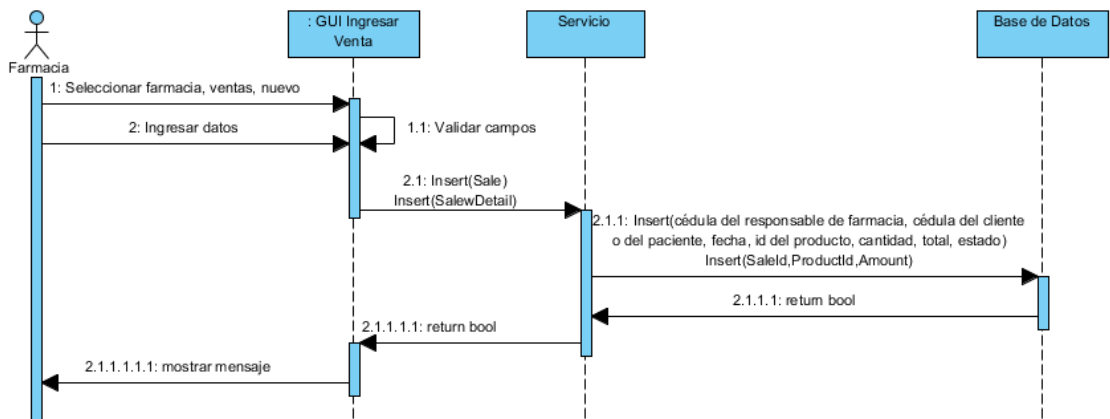 : GUI Ingresar
Venta
Servicio
Base de Datos
Farmacia
1: Seleccionar farmacia, ventas, nuevo
2: Ingresar datos
1.1: Validar campos
2.1: Insert(Sale)
Insert(SalewDetail)
2.1.1: Insert(cédula del responsable de farmacia, cédula del cliente
o del paciente, fecha, id del producto, cantidad, total, estado)
Insert(SaleId,ProductId,Amount)
2.1.1.1: return bool
2.1.1.1.1: return bool
2.1.1.1.1.1: mostrar mensaje